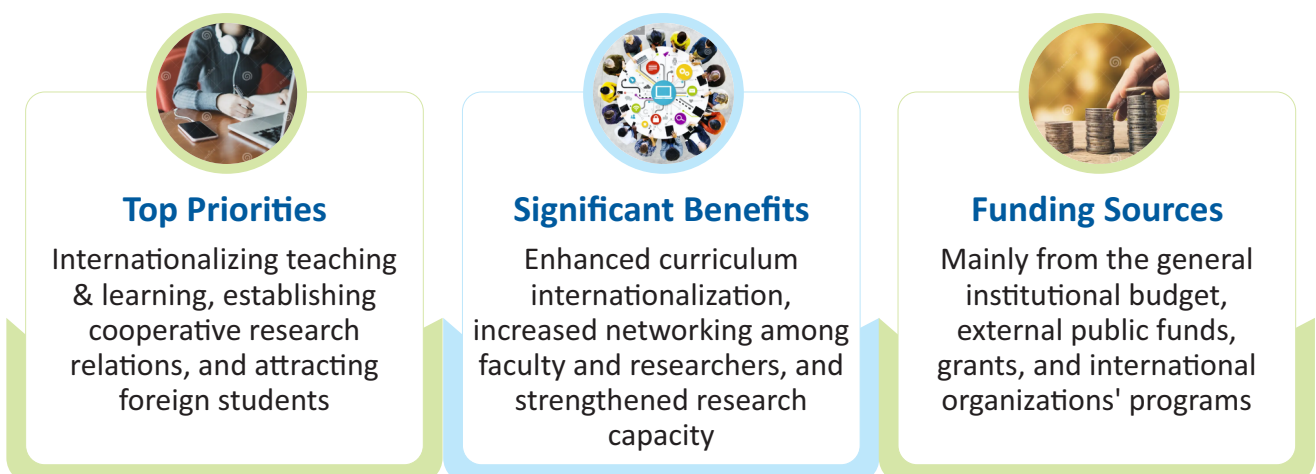 Top Priorities
Internationalizing teaching
& learning, establishing
cooperative research
relations, and attracting
foreign students
Significant Benefits
Enhanced curriculum
internationalization,
increased networking among
faculty and researchers, and
strengthened research
capacity
Funding Sources
Mainly from the general
institutional budget,
external public funds,
grants, and international
organizations' programs